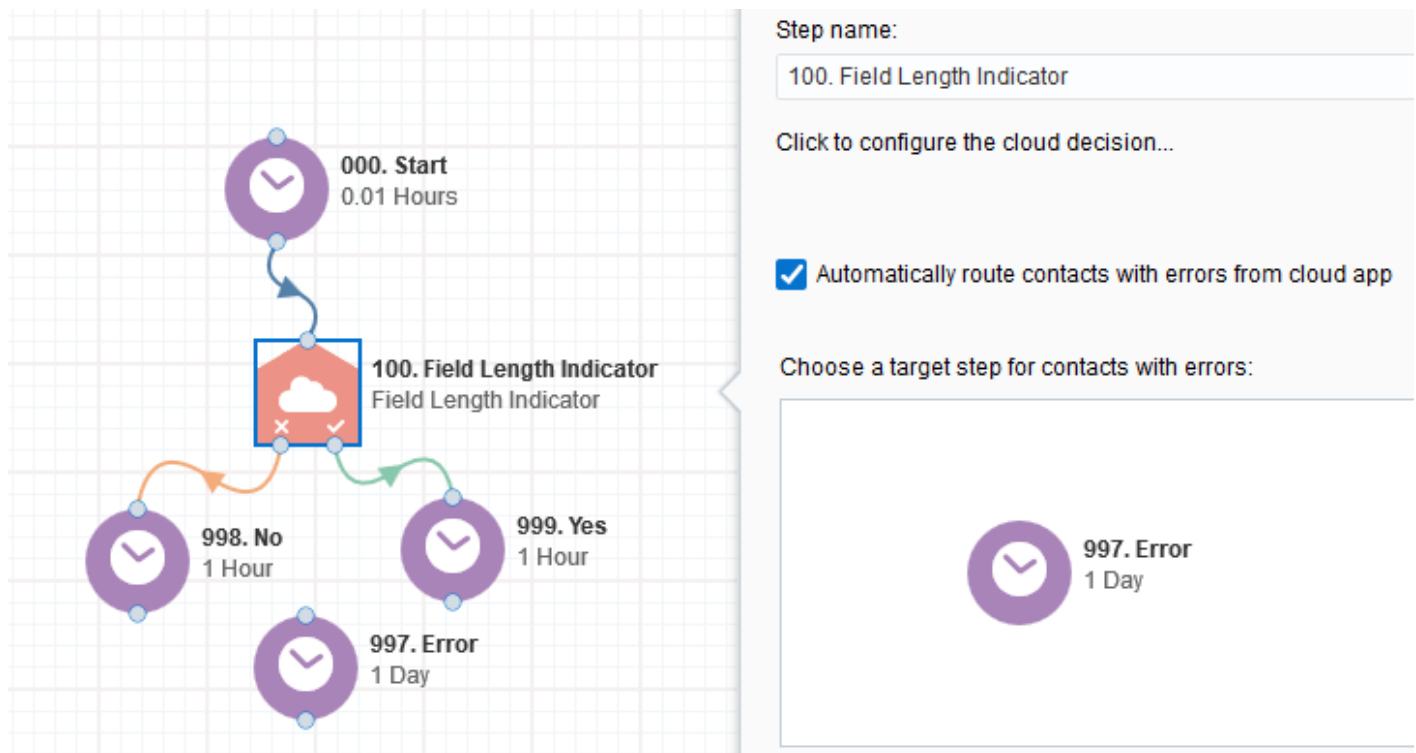 000. Start
0.01 Hours
100. Field Length Indicator
Field Length Indicator
998. No
1 Hour
999. Yes
1 Hour
997. Error
1 Day
Step name:
100. Field Length Indicator
Click to configure the cloud decision...
Automatically route contacts with errors from cloud app
Choose a target step for contacts with errors:
997. Error
1 Day